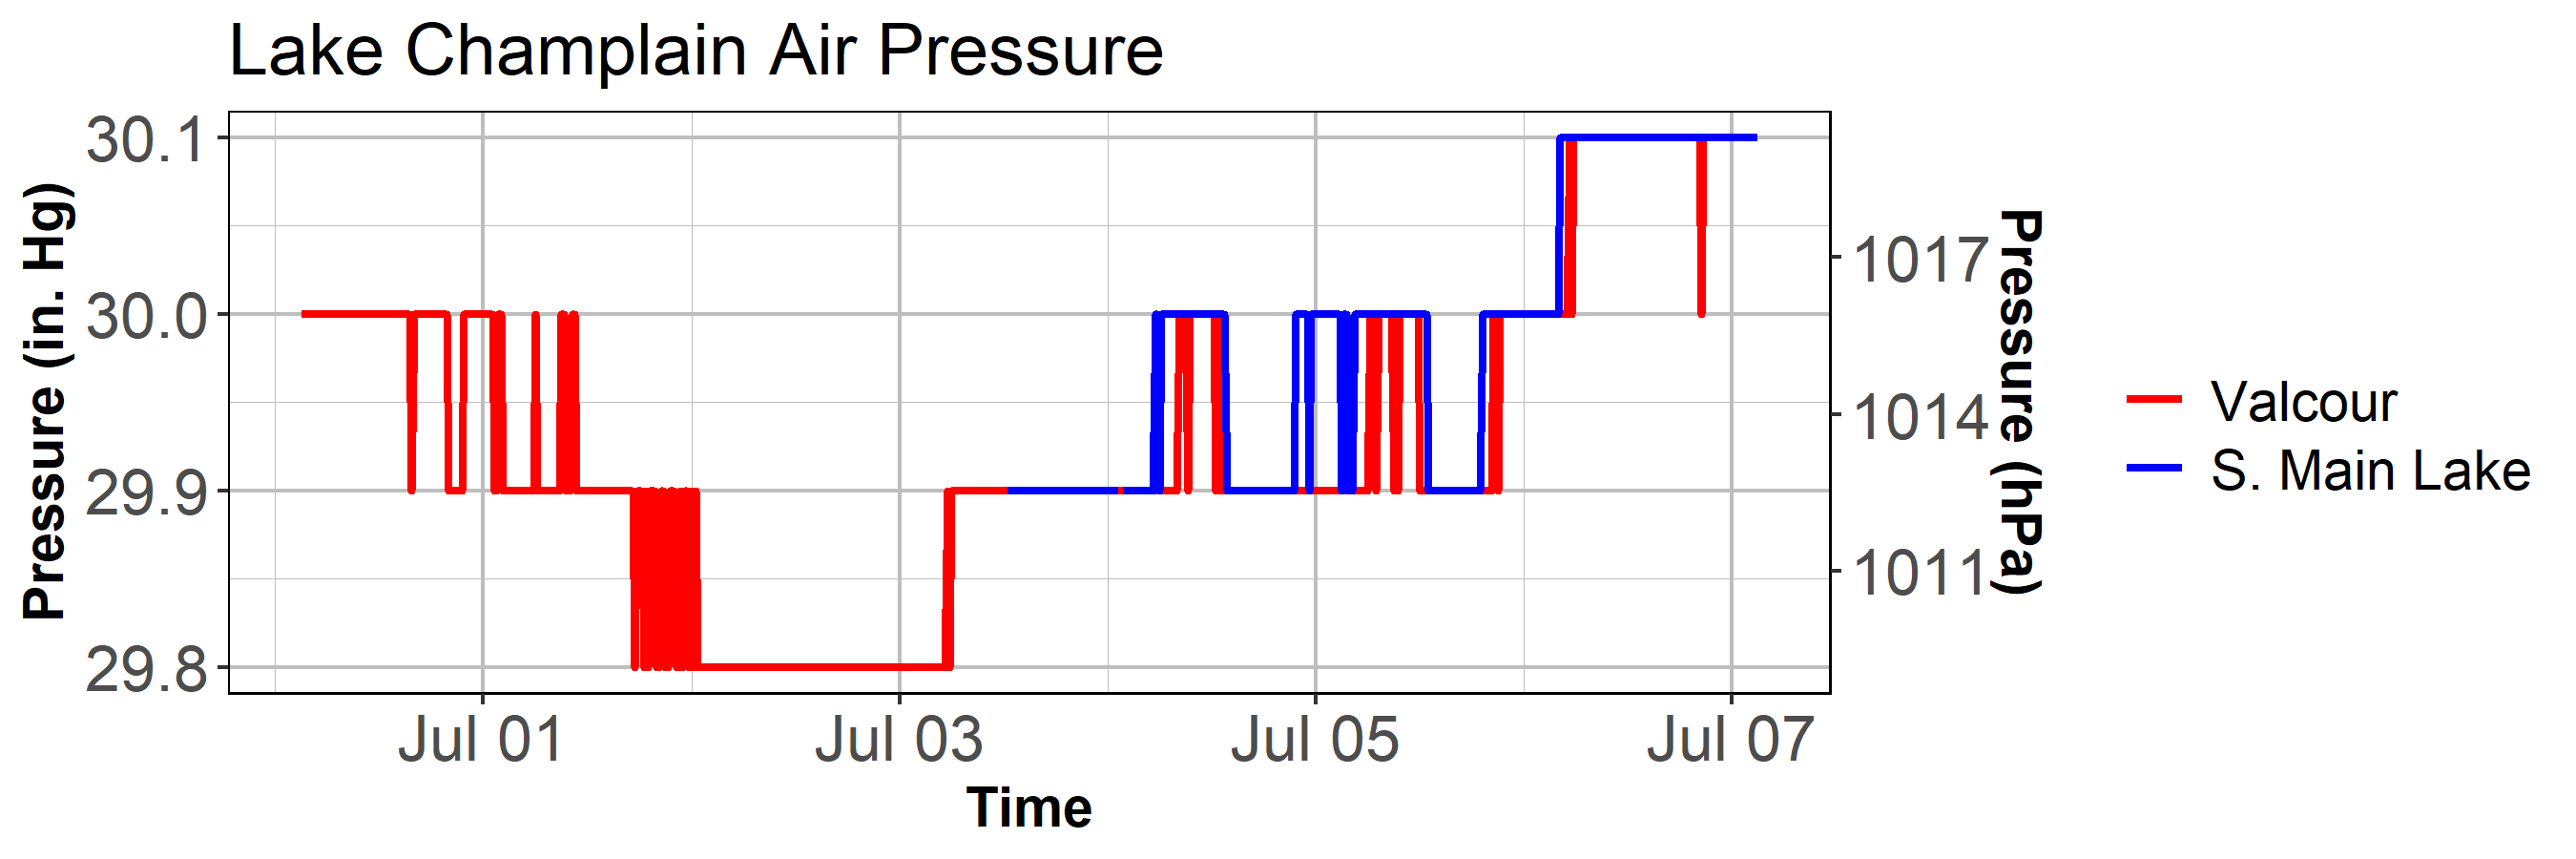 Lake Champlain Air Pressure
30.1
30.0
29.9
29.8
Pressure (in. Hg)
1017
1014
1011
Pressure (hPa)
Jul 01
Jul 03
Jul 05
Jul 07
Time
Valcour
S. Main Lake